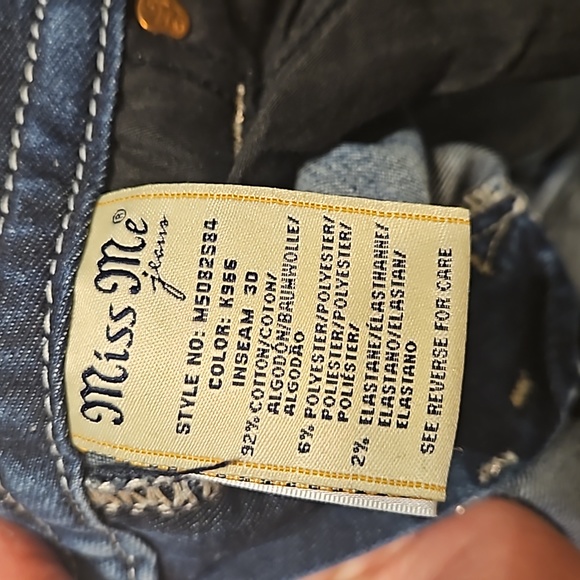 Miss Me®
jeans
STYLE NO: M5082S84
COLOR: K966
INSEAM 30
92% COTTON/COTON/
ALGODÓN/BAUMWOLLE/
ALGODÃO
6% POLYESTER/POLYESTER/
POLIÉSTER/POLYESTER/
POLIÉSTER/
2% ELASTANE/ÉLASTHANNE/
ELASTANO/ELASTAN/
ELASTANO
SEE REVERSE FOR CARE